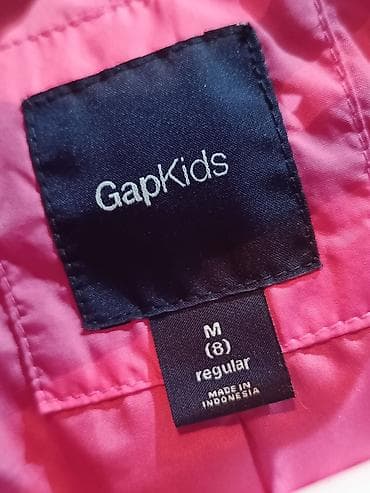 GapKids
M
(8)
regular
MADE IN
INDONESIA